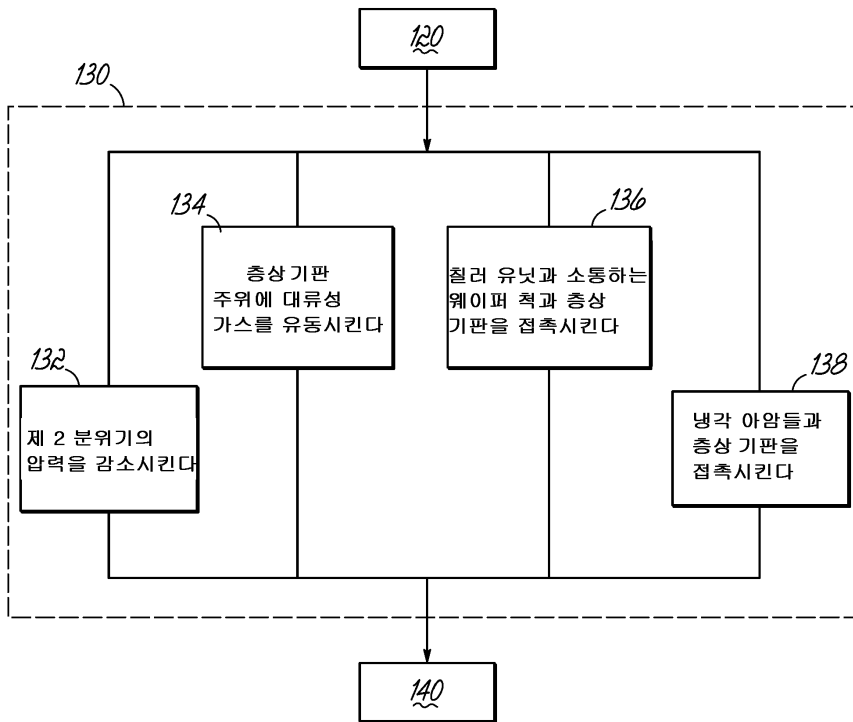 120
130
134
층상 기판
주위에 대류성
가스를 유동시킨다
136
칠러 유닛과 소통하는
웨이퍼 척과 층상
기판을 접촉시킨다
132
제 2 분위기의
압력을 감소시킨다
138
냉각 아암들과
층상 기판을
접촉시킨다
140